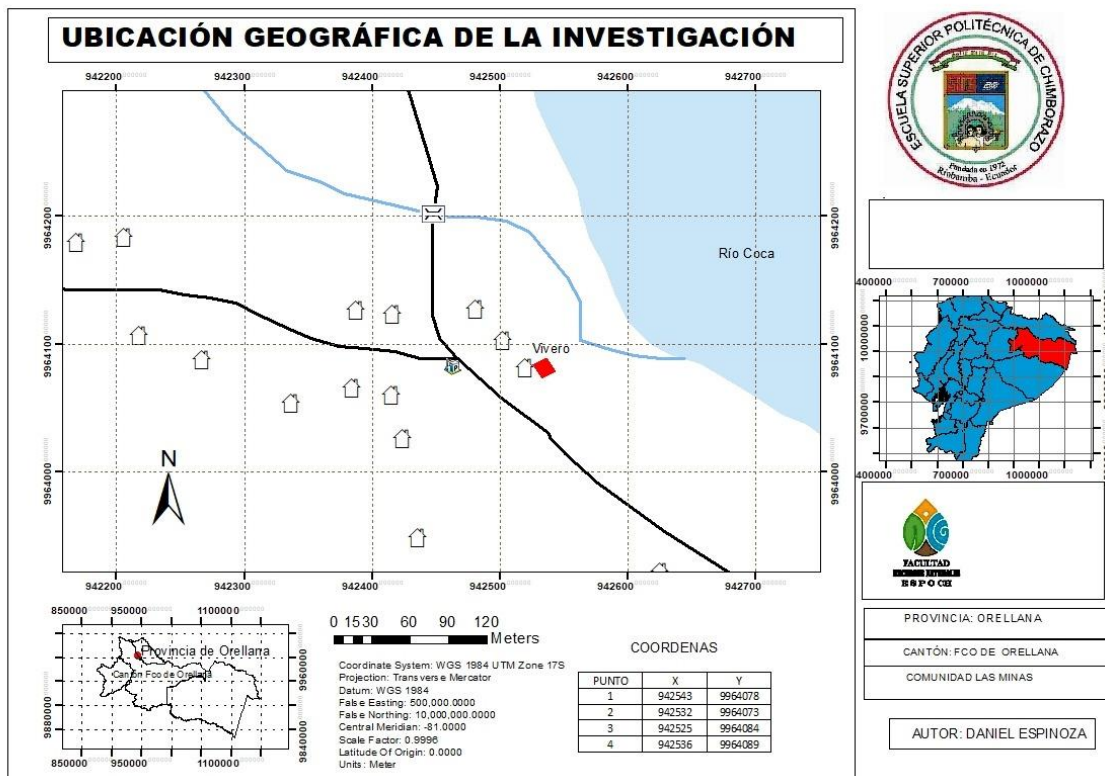 UBICACIÓN GEOGRÁFICA DE LA INVESTIGACIÓN
942200 942300 942400 942500 942600 942700
9964200
9964100
9964000
9964200
9964100
9964000
Río Coca
Vivero
N
942200 942300 942400 942500 942600 942700
ESCUELA SUPERIOR POLITÉCNICA DE CHIMBORAZO
Fundada en 1972
Riobamba - Ecuador
400000 700000 1000000
10000000
9700000
10000000
9700000
400000 700000 1000000
FACULTAD
ESPOCH
PROVINCIA: ORELLANA
CANTÓN: FCO DE ORELLANA
COMUNIDAD LAS MINAS
AUTOR: DANIEL ESPINOZA
850000 950000 1100000
Provincia de Orellana
Cantón Fco de Orellana
9880000
9960000
9840000
850000 950000 1100000
0 15 30 60 90 120
Meters
Coordinate System: WGS 1984 UTM Zone 17S
Projection: Transverse Mercator
Datum: WGS 1984
False Easting: 500,000.0000
False Northing: 10,000,000.0000
Central Meridian: -81.0000
Scale Factor: 0.9996
Latitude Of Origin: 0.0000
Units: Meter
COORDENAS
PUNTO X Y
1 942543 9964078
2 942532 9964073
3 942525 9964084
4 942536 9964089